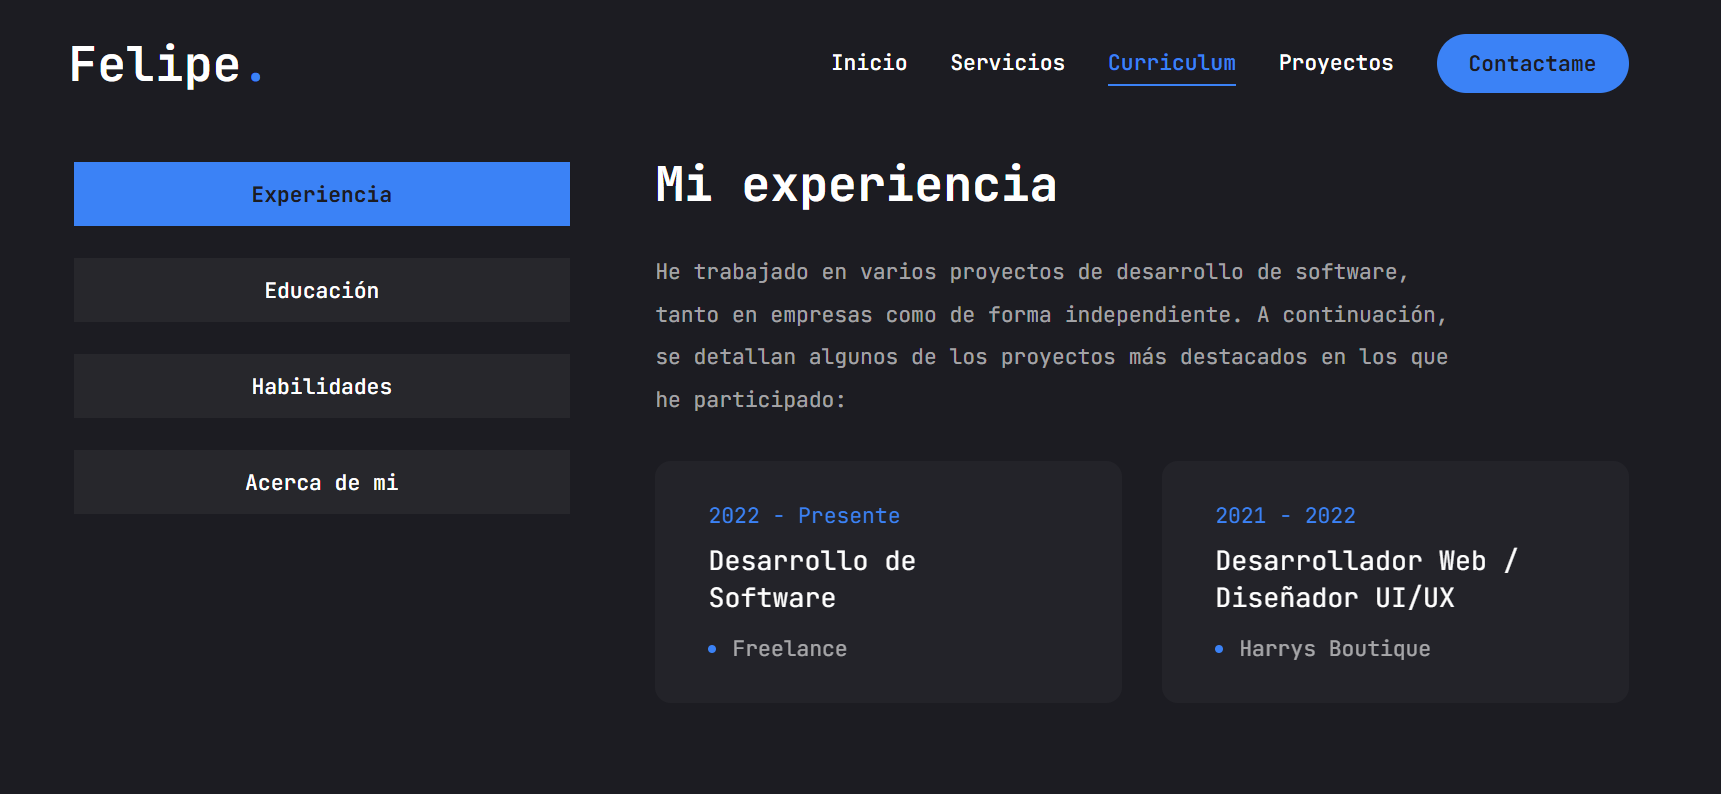 Felipe.
Inicio Servicios Curriculum Proyectos Contactame
Experiencia
Educación
Habilidades
Acerca de mi
Mi experiencia
He trabajado en varios proyectos de desarrollo de software,
tanto en empresas como de forma independiente. A continuación,
se detallan algunos de los proyectos más destacados en los que
he participado:
2022 - Presente
Desarrollo de
Software
Freelance
2021 - 2022
Desarrollador Web /
Diseñador UI/UX
Harrys Boutique